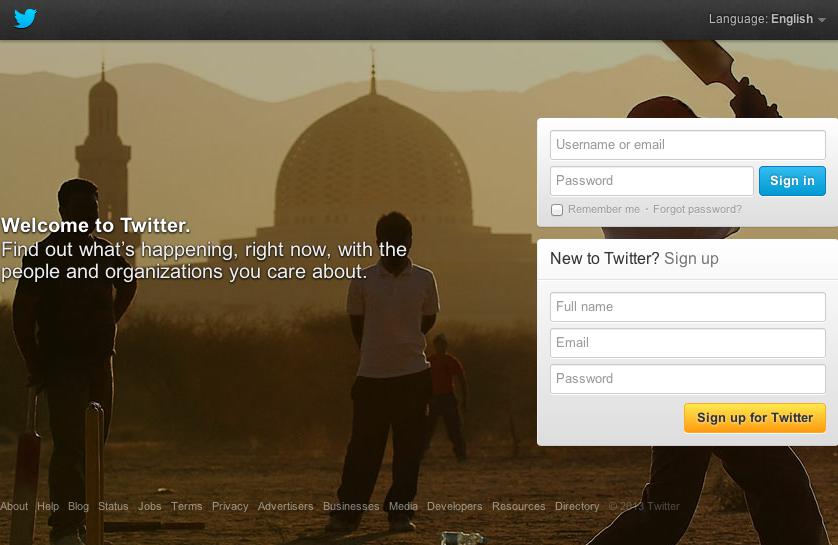 Language: English
Welcome to Twitter.
Find out what's happening, right now, with the
people and organizations you care about.
Username or email
Password
Sign in
Remember me · Forgot password?
New to Twitter? Sign up
Full name
Email
Password
Sign up for Twitter
About Help Blog Status Jobs Terms Privacy Advertisers Businesses Media Developers Resources Directory © 2013 Twitter